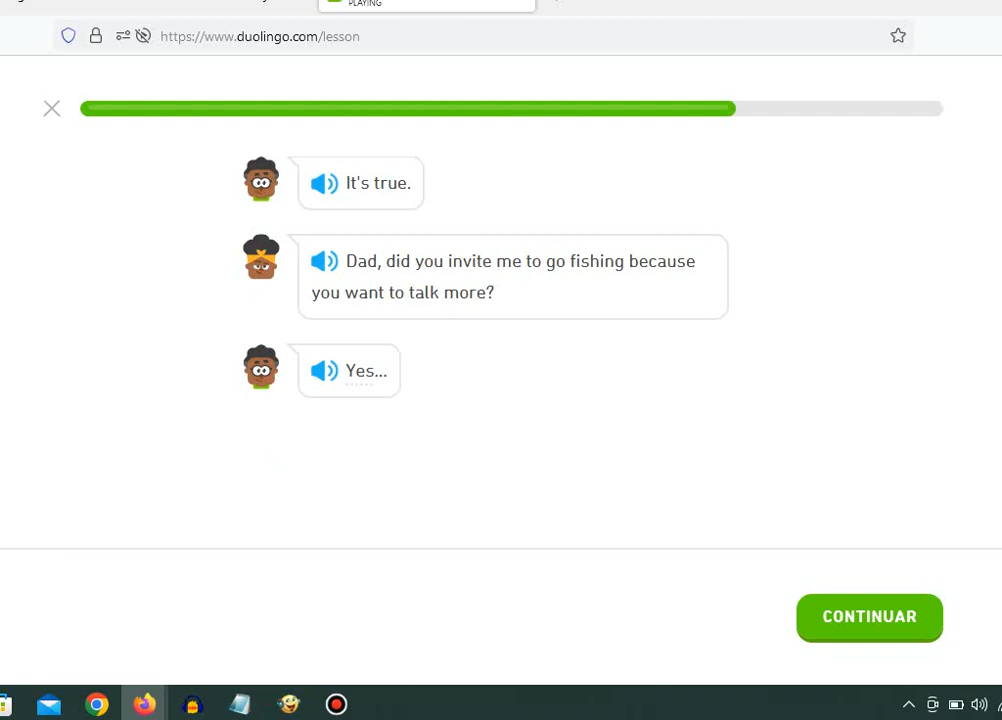 PLAYING
https://www.duolingo.com/lesson
It's true.
Dad, did you invite me to go fishing because
you want to talk more?
Yes...
CONTINUAR